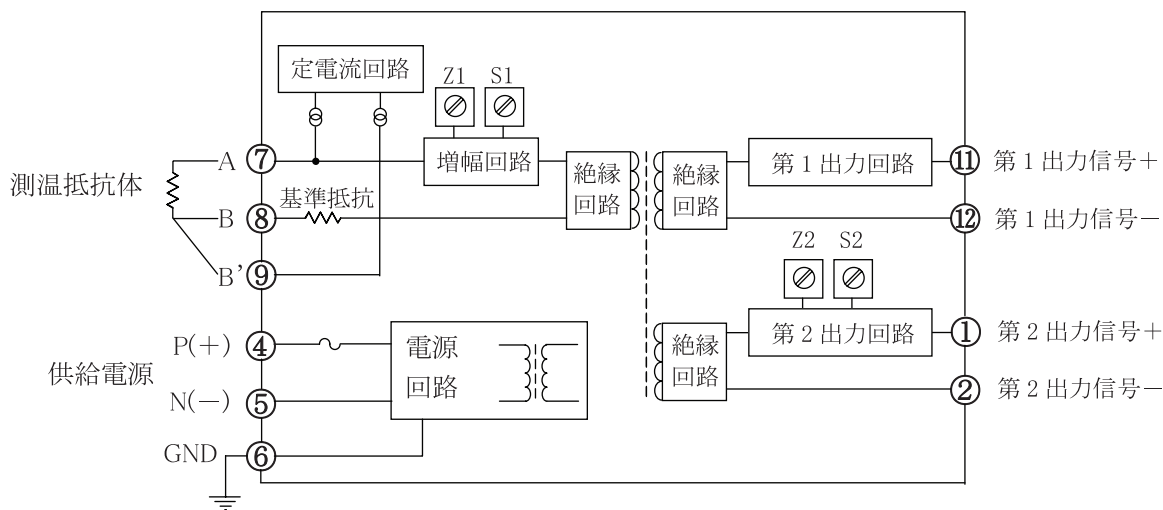 定電流回路
Z1
S1
A
⑦
増幅回路
絶縁
回路
絶縁
回路
第1出力回路
⑪
第1出力信号+
測温抵抗体
基準抵抗
B
⑧
⑫
第1出力信号−
Z2
S2
B'
⑨
P(+)
④
電源
回路
絶縁
回路
第2出力回路
①
第2出力信号+
供給電源
N(−)
⑤
②
第2出力信号−
GND
⑥